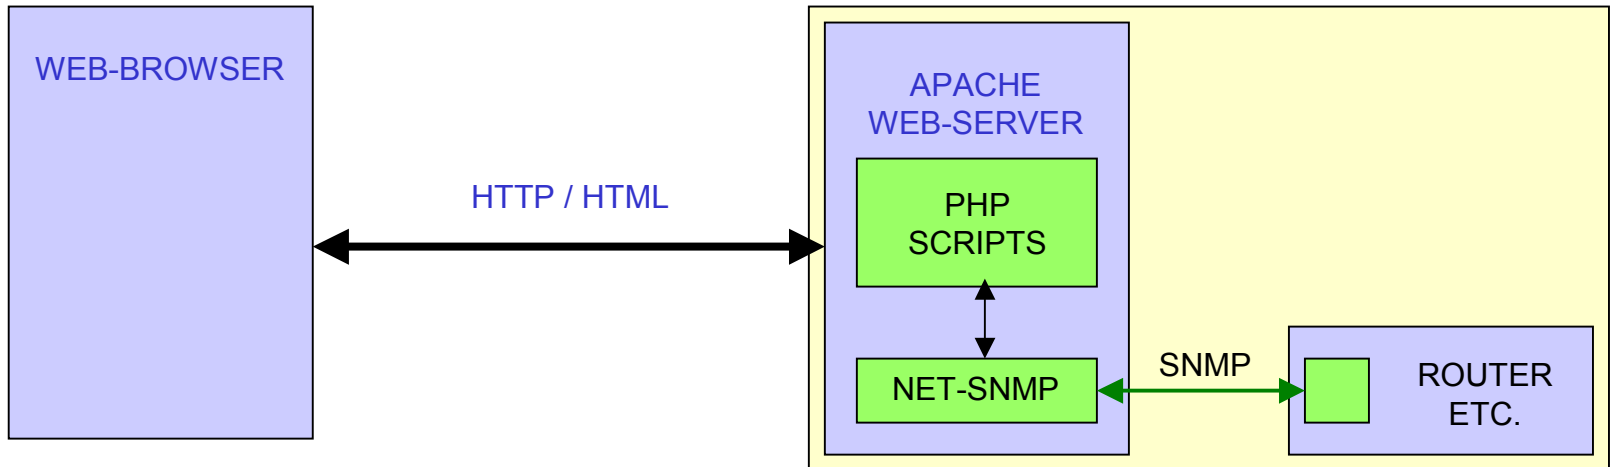 WEB-BROWSER
HTTP / HTML
APACHE
WEB-SERVER
PHP
SCRIPTS
NET-SNMP
SNMP
ROUTER
ETC.